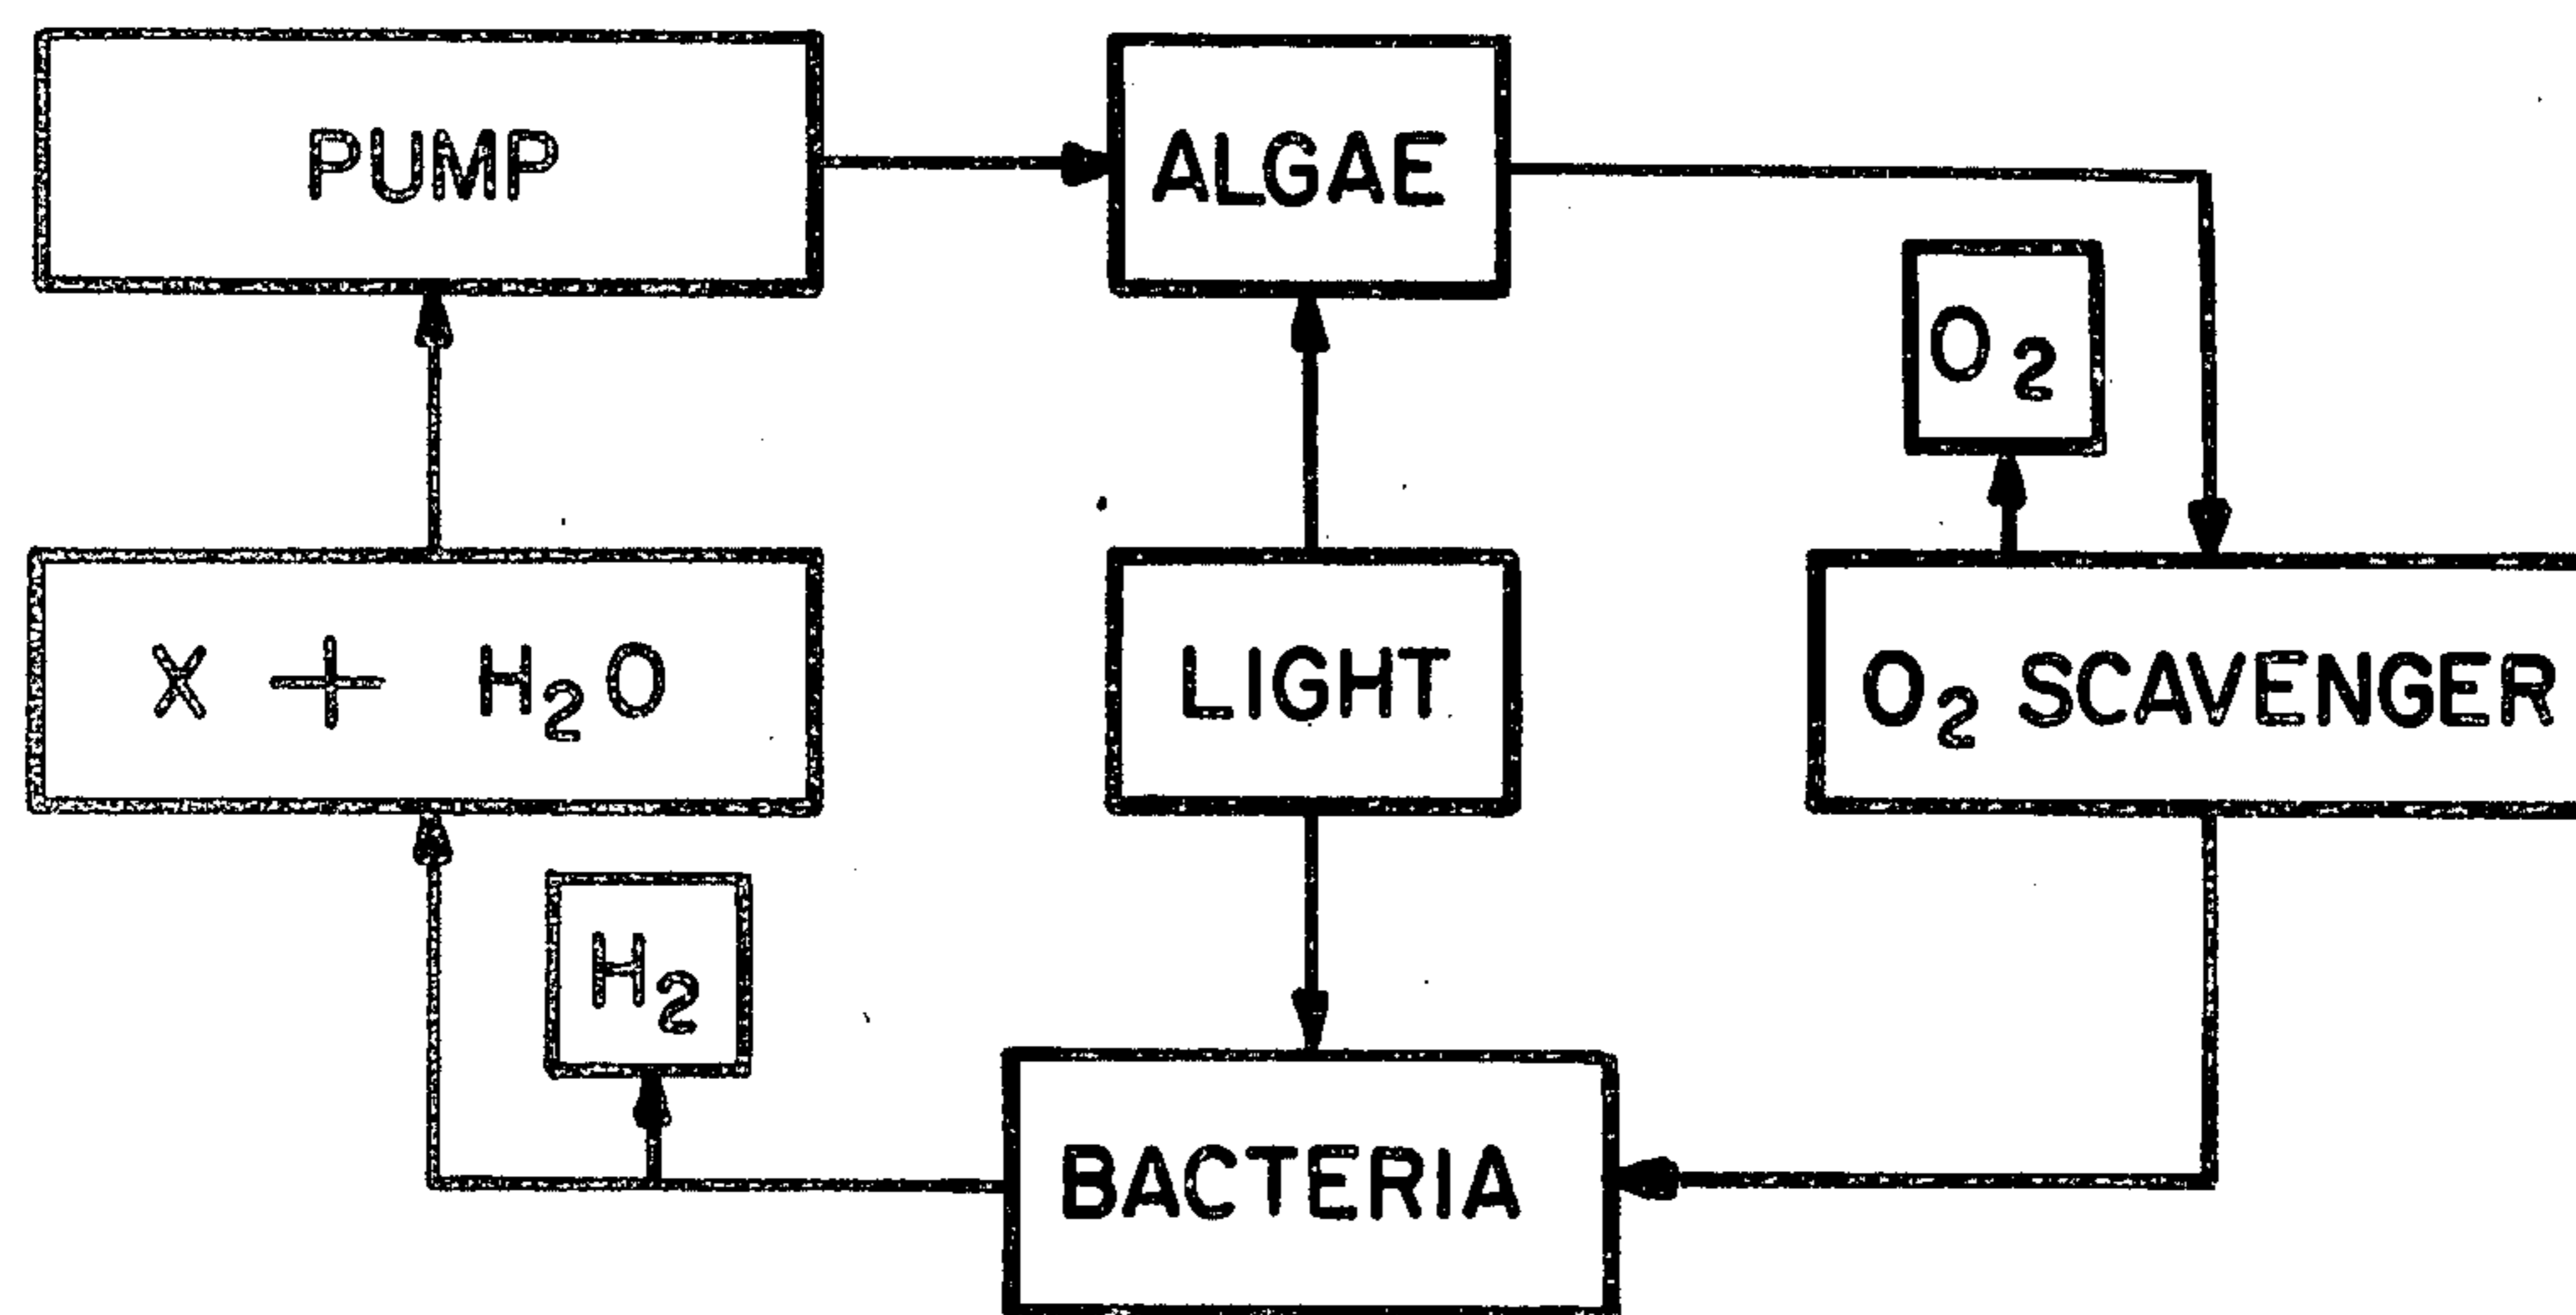 PUMP
ALGAE
O₂
X + H₂O
LIGHT
O₂ SCAVENGER
H₂
BACTERIA